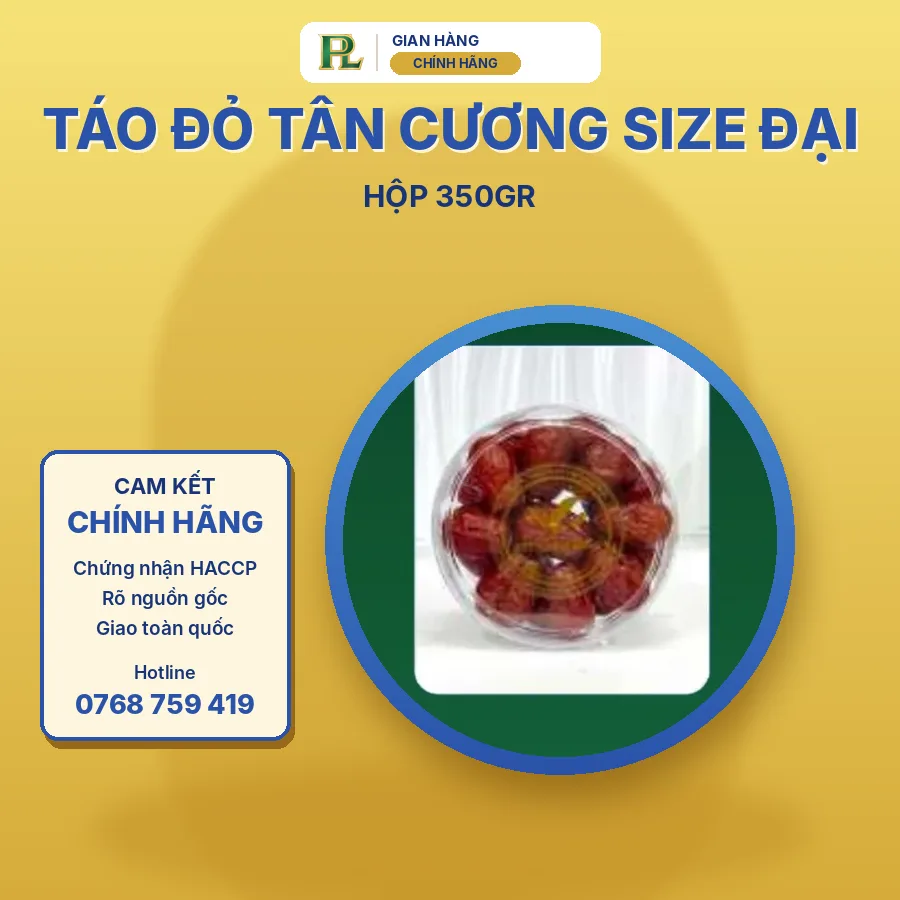 PL
GIAN HÀNG
CHÍNH HÃNG
TÁO ĐỎ TÂN CƯƠNG SIZE ĐẠI
HỘP 350GR
CAM KẾT
CHÍNH HÃNG
Chứng nhận HACCP
Rõ nguồn gốc
Giao toàn quốc
Hotline
0768 759 419